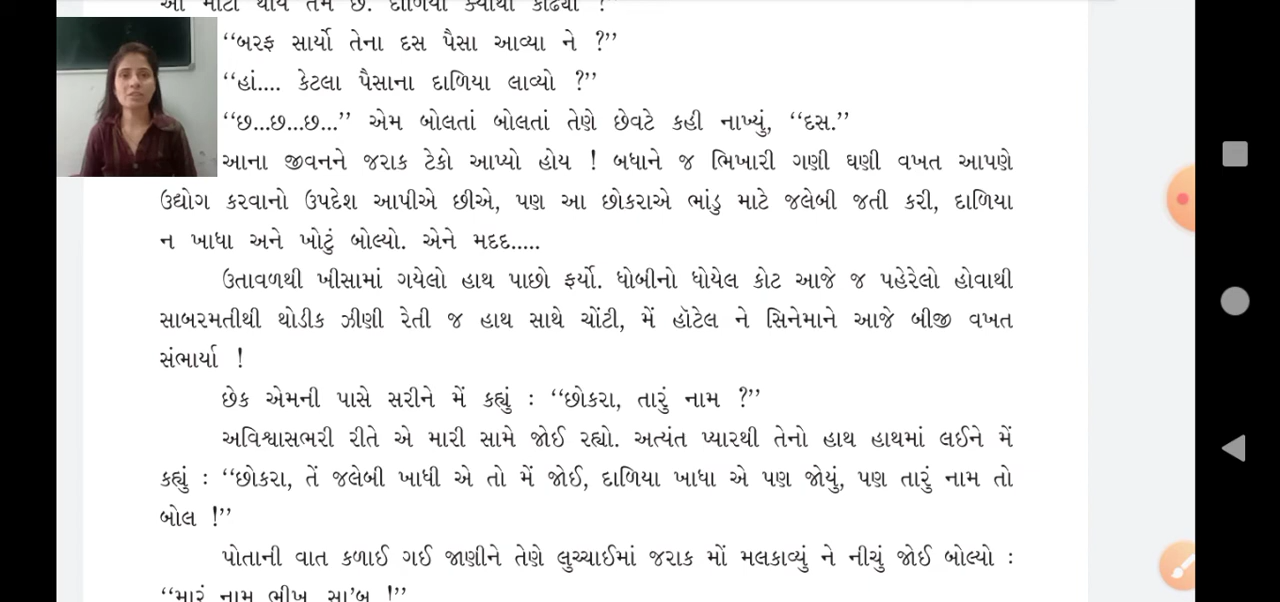 આ મોટી થાય તેમ છે. દાળિયા ક્યાંથી કાઢ્યા ?
“બરફ સાર્યો તેના દસ પૈસા આવ્યા ને ?”
“હાં.... કેટલા પૈસાના દાળિયા લાવ્યો ?”
“છ...છ...છ...” એમ બોલતાં બોલતાં તેણે છેવટે કહી નાખ્યું, “દસ.”
આના જીવનને જરાક ટેકો આપ્યો હોય ! બધાને જ ભિખારી ગણી ઘણી વખત આપણે
ઉદ્યોગ કરવાનો ઉપદેશ આપીએ છીએ, પણ આ છોકરાએ ભાંડુ માટે જલેબી જતી કરી, દાળિયા
ન ખાધા અને ખોટું બોલ્યો. એને મદદ.....
ઉતાવળથી ખીસામાં ગયેલો હાથ પાછો ફર્યો. ધોબીનો ધોયેલ કોટ આજે જ પહેરેલો હોવાથી
સાબરમતીથી થોડીક ઝીણી રેતી જ હાથ સાથે ચોંટી, મેં હૉટેલ ને સિનેમાને આજે બીજી વખત
સંભાર્યા !
છેક એમની પાસે સરીને મેં કહ્યું : “છોકરા, તારું નામ ?”
અવિશ્વાસભરી રીતે એ મારી સામે જોઈ રહ્યો. અત્યંત પ્યારથી તેનો હાથ હાથમાં લઈને મેં
કહ્યું : “છોકરા, તેં જલેબી ખાધી એ તો મેં જોઈ, દાળિયા ખાધા એ પણ જોયું, પણ તારું નામ તો
બોલ !”
પોતાની વાત કળાઈ ગઈ જાણીને તેણે લુચ્ચાઈમાં જરાક મોં મલકાવ્યું ને નીચું જોઈ બોલ્યો :
“મારું નામ ભીખુ, સા’બ !”